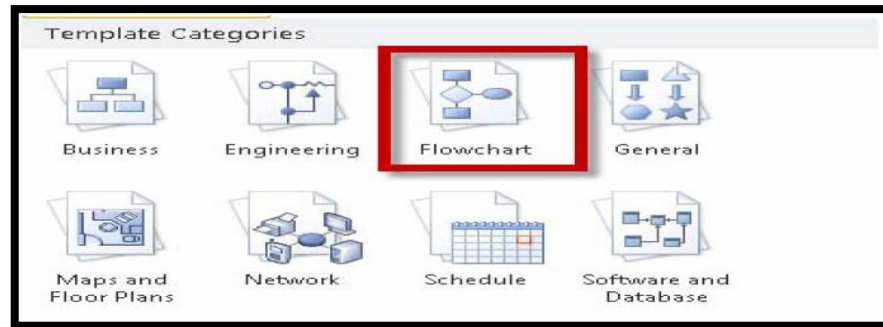 Template Categories
Business
Engineering
Flowchart
General
Maps and
Floor Plans
Network
Schedule
Software and
Database